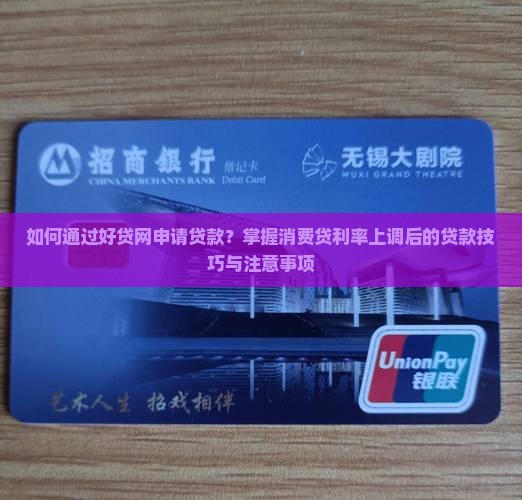 招商銀行 借记卡
CHINA MERCHANTS BANK Debit Card
无锡大剧院
WUXI GRAND THEATRE
如何通过好贷网申请贷款？掌握消费贷利率上调后的贷款技
巧与注意事项
UnionPay
银联
艺术人生 招戏相伴